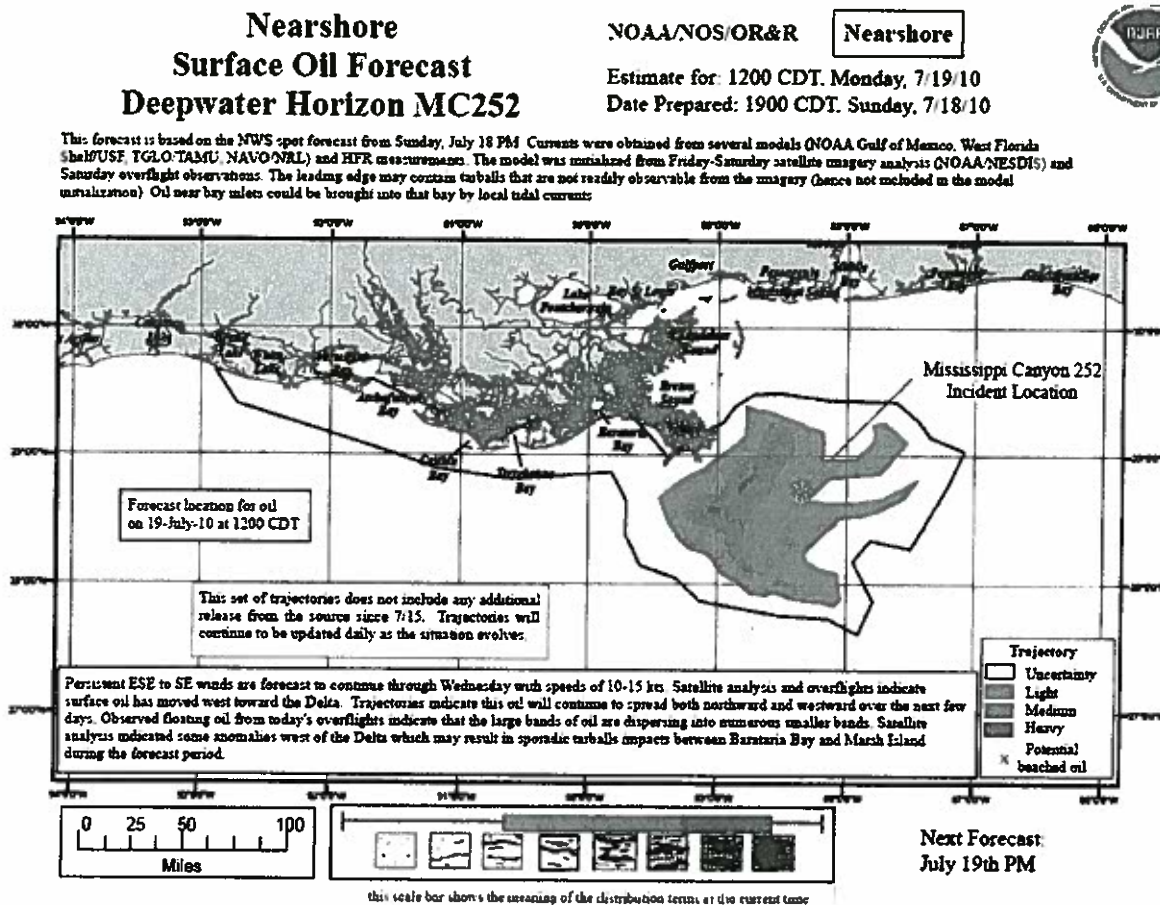 Nearshore
Surface Oil Forecast
Deepwater Horizon MC252
NOAA/NOS/OR&R
Nearshore
Estimate for: 1200 CDT, Monday, 7/19/10
Date Prepared: 1900 CDT, Sunday, 7/18/10
This forecast is based on the NWS spot forecast from Sunday, July 18 PM. Currents were obtained from several models (NOAA Gulf of Mexico, West Florida
Shelf/USF, TGLO/TAMU, NAVO/NRL) and HFR measurements. The model was initialized from Friday-Saturday satellite imagery analysis (NOAA/NESDIS) and
Saturday overflight observations. The leading edge may contain tarballs that are not readily observable from the imagery (hence not included in the model
initialization). Oil near bay inlets could be brought into that bay by local tidal currents.
Gulfport
Lake
Pontchartrain
Bay St Louis
Mississippi Sound
Chandeleur
Sound
Breton
Sound
Mississippi Canyon 252
Incident Location
White
Lake
Vermilion
Bay
Atchafalaya
Bay
Caillou
Bay
Terrebonne
Bay
Barataria
Bay
Forecast location for oil
on 19-July-10 at 1200 CDT
This set of trajectories does not include any additional
release from the source since 7/15. Trajectories will
continue to be updated daily as the situation evolves.
Persistent ESE to SE winds are forecast to continue through Wednesday with speeds of 10-15 kts. Satellite analysis and overflights indicate
surface oil has moved west toward the Delta. Trajectories indicate this oil will continue to spread both northward and westward over the next few
days. Observed floating oil from today's overflights indicate that the large bands of oil are dispersing into numerous smaller bands. Satellite
analysis indicated some anomalies west of the Delta which may result in sporadic tarballs impacts between Barataria Bay and Marsh Island
during the forecast period.
Trajectory
Uncertainty
Light
Medium
Heavy
Potential
beached oil
0 25 50 100
Miles
this scale bar shows the meaning of the distribution terms at the current time
Next Forecast:
July 19th PM